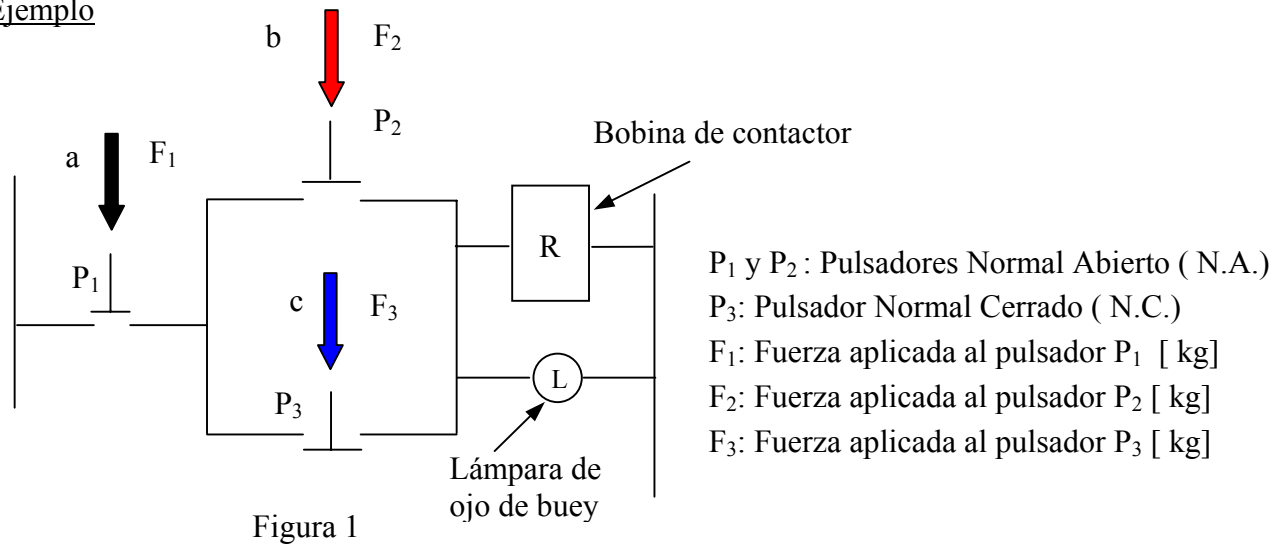 Ejemplo
b
F₂
P₂
Bobina de contactor
a
F₁
P₁
R
c
F₃
P₃
L
P₁ y P₂ : Pulsadores Normal Abierto ( N.A.)
P₃: Pulsador Normal Cerrado ( N.C.)
F₁: Fuerza aplicada al pulsador P₁ [ kg]
F₂: Fuerza aplicada al pulsador P₂ [ kg]
F₃: Fuerza aplicada al pulsador P₃ [ kg]
Lámpara de
ojo de buey
Figura 1